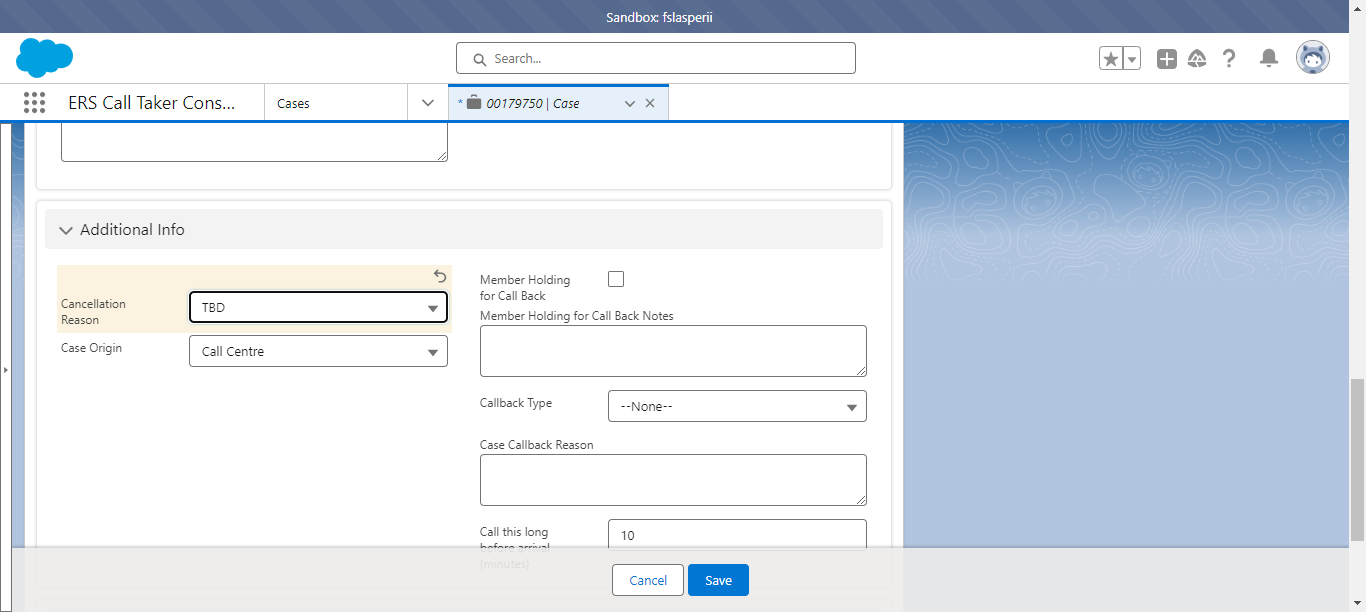 Sandbox: fslasperii
Search...
ERS Call Taker Cons...
Cases
* 00179750 | Case
Additional Info
Cancellation
Reason
TBD
Case Origin
Call Centre
Member Holding
for Call Back
Member Holding for Call Back Notes
Callback Type
--None--
Case Callback Reason
Call this long
before arrival
(minutes)
10
Cancel
Save